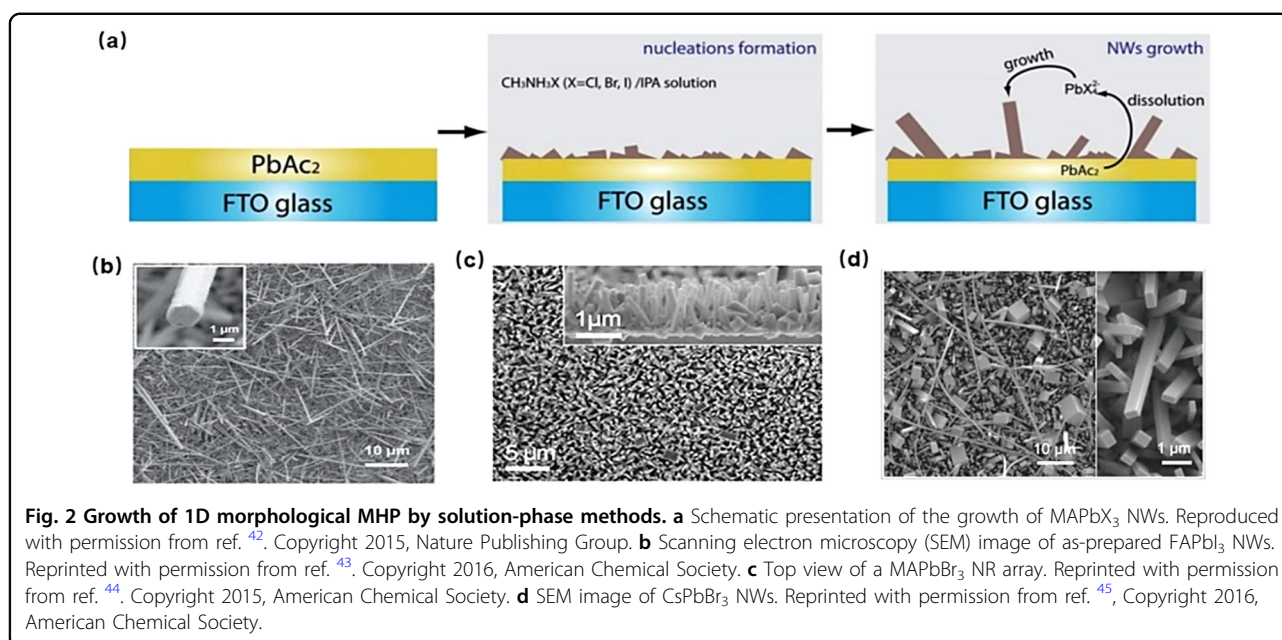 (a)
nucleations formation
CH₃NH₃X (X=Cl, Br, I) /IPA solution
NWs growth
growth
PbX₄²⁻
dissolution
PbAc₂
FTO glass
FTO glass
PbAc₂
FTO glass
(b)
1 μm
10 μm
(c)
1μm
5 μm
(d)
10 μm
1 μm
Fig. 2 Growth of 1D morphological MHP by solution-phase methods. a Schematic presentation of the growth of MAPbX₃ NWs. Reproduced
with permission from ref. ⁴². Copyright 2015, Nature Publishing Group. b Scanning electron microscopy (SEM) image of as-prepared FAPbI₃ NWs.
Reprinted with permission from ref. ⁴³. Copyright 2016, American Chemical Society. c Top view of a MAPbBr₃ NR array. Reprinted with permission
from ref. ⁴⁴. Copyright 2015, American Chemical Society. d SEM image of CsPbBr₃ NWs. Reprinted with permission from ref. ⁴⁵, Copyright 2016,
American Chemical Society.